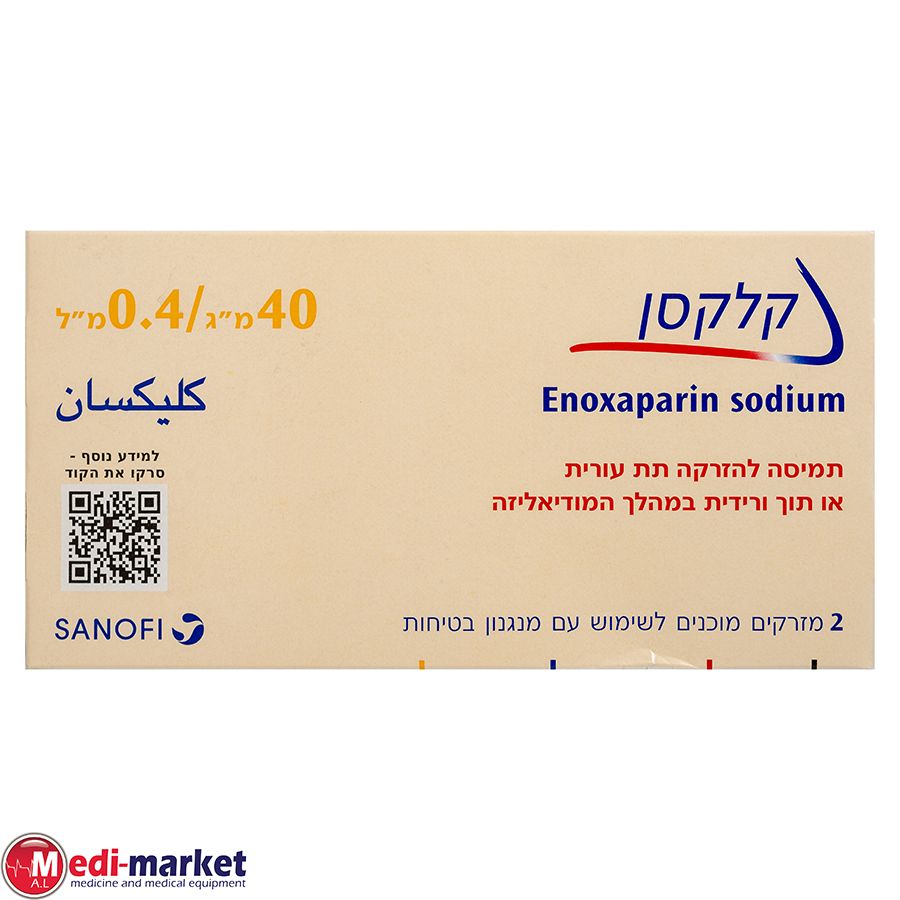 קלקסן
Enoxaparin sodium
40 מ"ג/0.4 מ"ל
كليكسان
תמיסה להזרקה תת עורית
או תוך ורידית במהלך המודיאליזה
למידע נוסף -
סרקו את הקוד
SANOFI
2 מזרקים מוכנים לשימוש עם מנגנון בטיחות
Medi-market
A.L
medicine and medical equipment